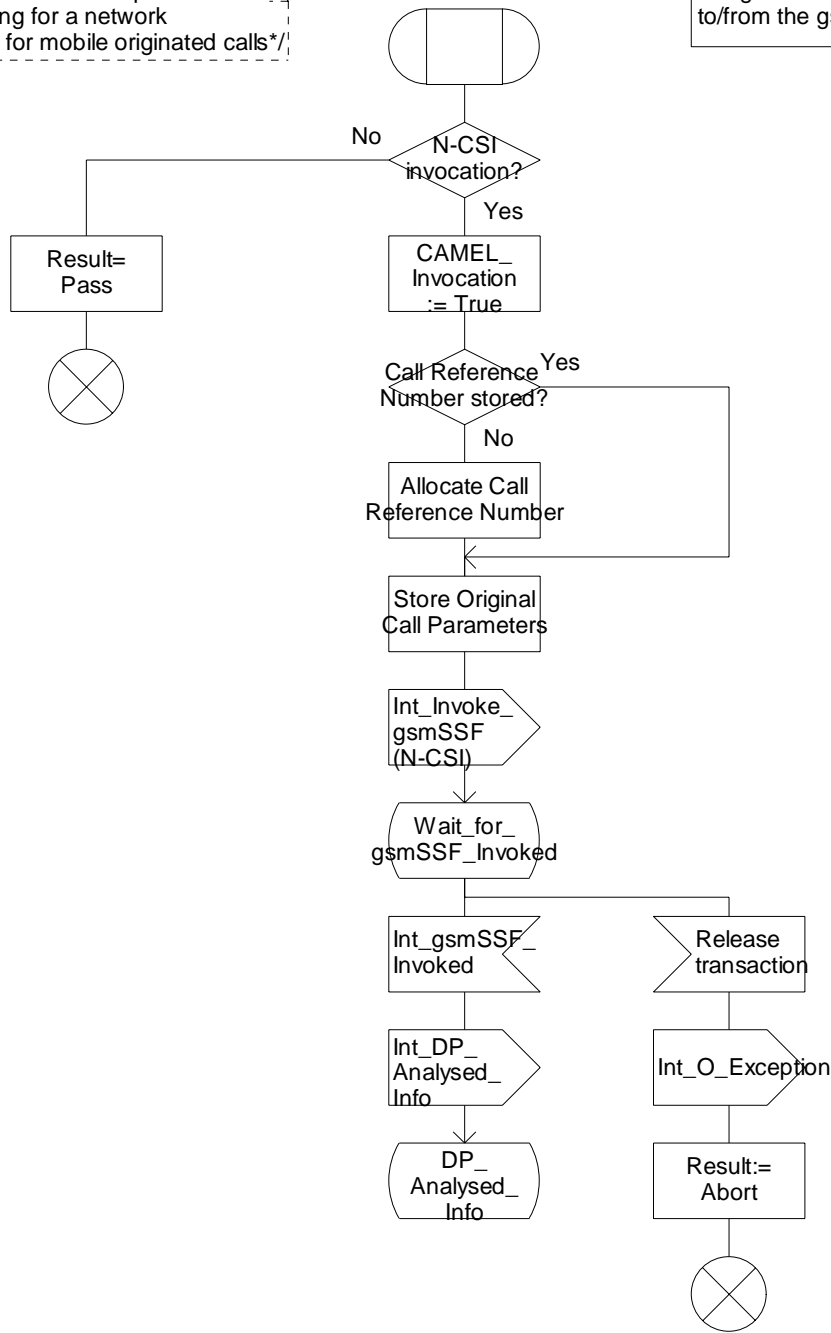 ng for a network
for mobile originated calls*/
to/from the gs
No
N-CSI
invocation?
Yes
Result=
Pass
CAMEL_
Invocation
:= True
Call Reference
Number stored?
Yes
No
Allocate Call
Reference Number
Store Original
Call Parameters
Int_Invoke_
gsmSSF
(N-CSI)
Wait_for_
gsmSSF_Invoked
Int_gsmSSF_
Invoked
Release
transaction
Int_DP_
Analysed_
Info
Int_O_Exception
DP_
Analysed_
Info
Result:=
Abort